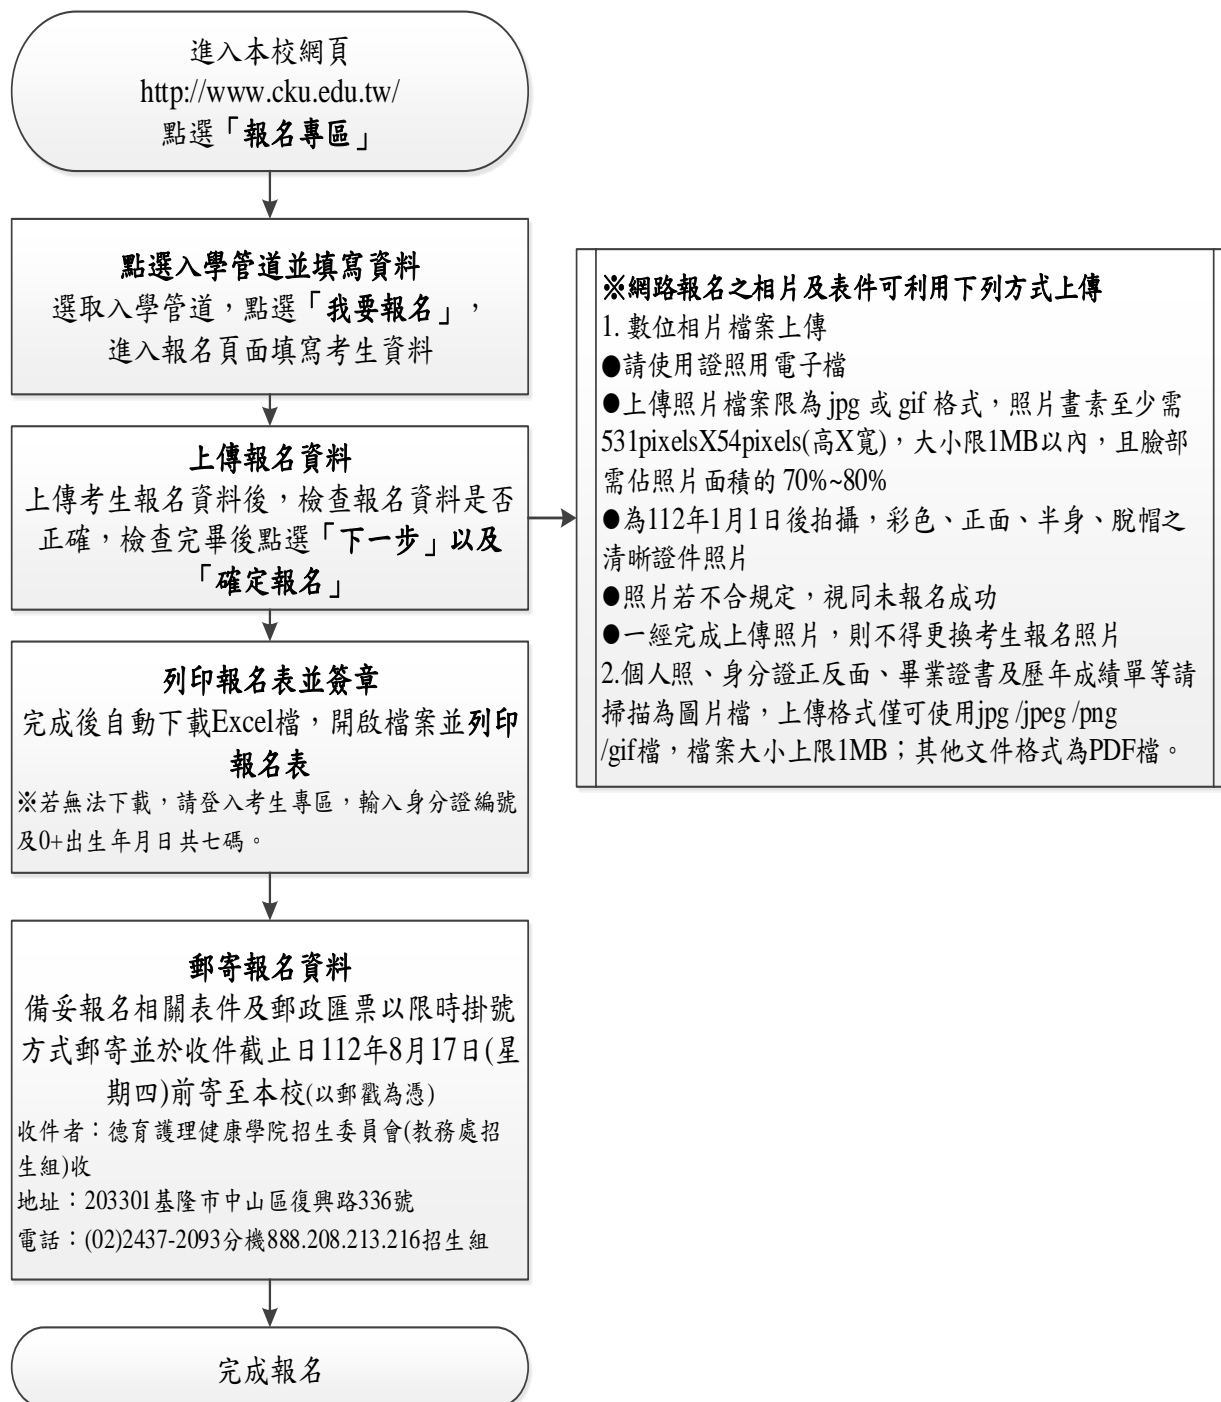 進入本校網頁
http://www.cku.edu.tw/
點選「報名專區」
點選入學管道並填寫資料
選取入學管道，點選「我要報名」，
進入報名頁面填寫考生資料
上傳報名資料
上傳考生報名資料後，檢查報名資料是否
正確，檢查完畢後點選「下一步」以及
「確定報名」
※網路報名之相片及表件可利用下列方式上傳
1. 數位相片檔案上傳
●請使用證照用電子檔
●上傳照片檔案限為 jpg 或 gif 格式，照片畫素至少需
531pixelsX54pixels(高X寬)，大小限1MB以內，且臉部
需佔照片面積的 70%~80%
●為112年1月1日後拍攝，彩色、正面、半身、脫帽之
清晰證件照片
●照片若不合規定，視同未報名成功
●一經完成上傳照片，則不得更換考生報名照片
2.個人照、身分證正反面、畢業證書及歷年成績單等請
掃描為圖片檔，上傳格式僅可使用jpg /jpeg /png
/gif檔，檔案大小上限1MB；其他文件格式為PDF檔。
列印報名表並簽章
完成後自動下載Excel檔，開啟檔案並列印
報名表
※若無法下載，請登入考生專區，輸入身分證編號
及0+出生年月日共七碼。
郵寄報名資料
備妥報名相關表件及郵政匯票以限時掛號
方式郵寄並於收件截止日112年8月17日(星
期四)前寄至本校(以郵戳為憑)
收件者：德育護理健康學院招生委員會(教務處招
生組)收
地址：203301基隆市中山區復興路336號
電話：(02)2437-2093分機888.208.213.216招生組
完成報名